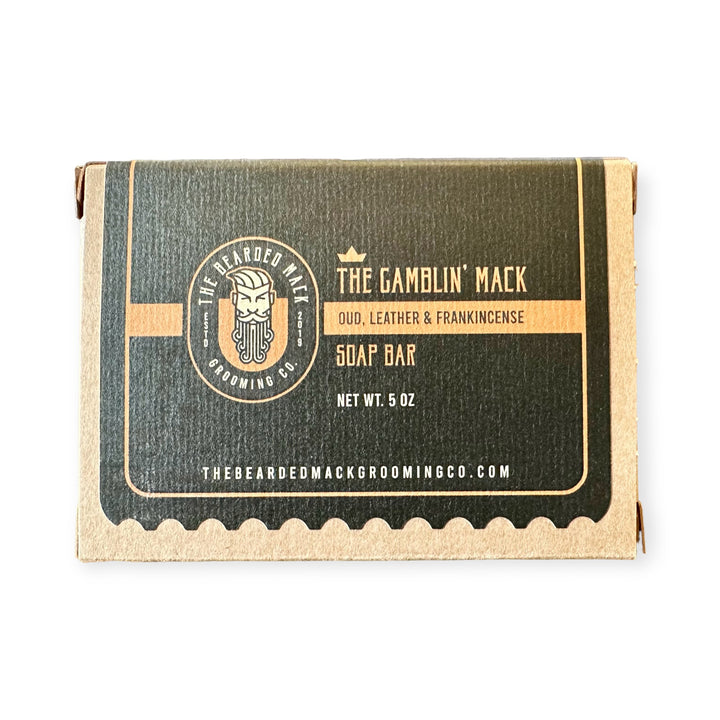 THE BEARDED MACK
ESTD 2019
GROOMING CO.
THE GAMBLIN' MACK
OUD, LEATHER & FRANKINCENSE
SOAP BAR
NET WT. 5 OZ
THEBEARDEDMACKGROOMINGCO.COM